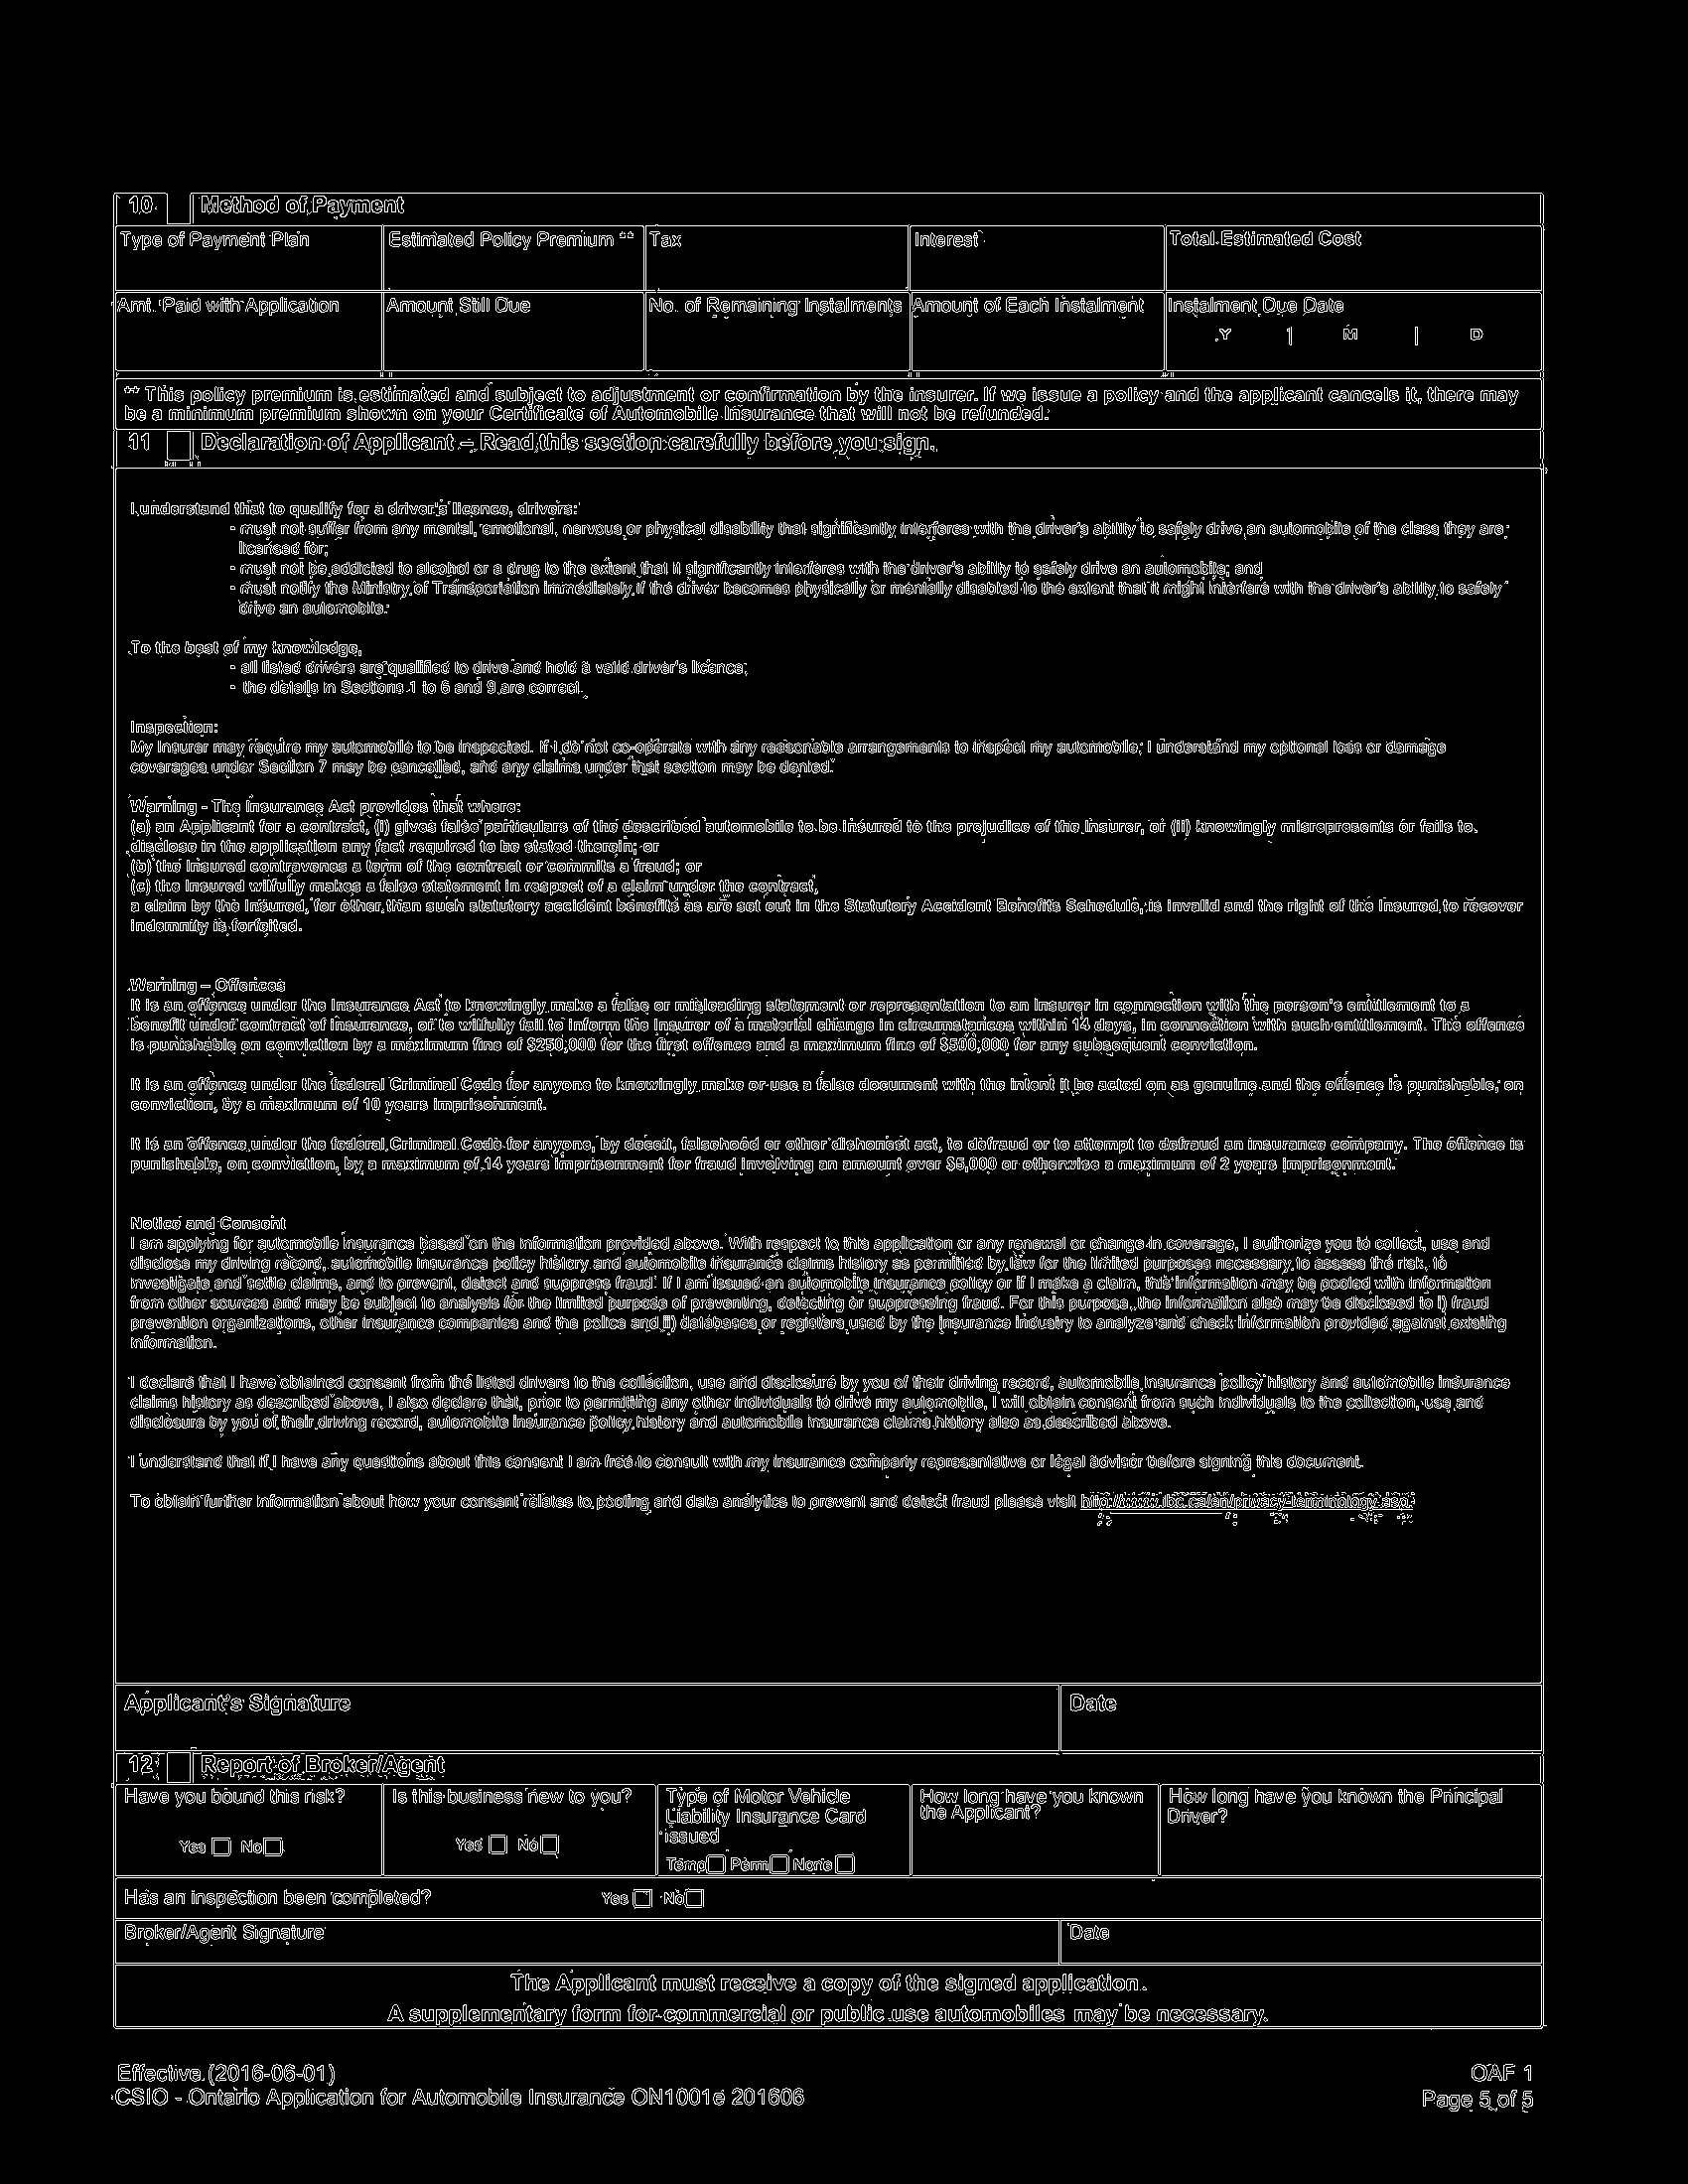 10 Method of Payment
Type of Payment Plan Estimated Policy Premium ** Tax Interest Total Estimated Cost
Amt. Paid with Application Amount Still Due No. of Remaining Instalments Amount of Each Instalment Instalment Due Date
Y | M | D
** This policy premium is estimated and subject to adjustment or confirmation by the insurer. If we issue a policy and the applicant cancels it, there may
be a minimum premium shown on your Certificate of Automobile Insurance that will not be refunded.
11 Declaration of Applicant – Read this section carefully before you sign.
I understand that to qualify for a driver's licence, drivers:
- must not suffer from any mental, emotional, nervous or physical disability that significantly interferes with the driver's ability to safely drive an automobile of the class they are
licensed for;
- must not be addicted to alcohol or a drug to the extent that it significantly interferes with the driver's ability to safely drive an automobile; and
- must notify the Ministry of Transportation immediately if the driver becomes physically or mentally disabled to the extent that it might interfere with the driver's ability to safely
drive an automobile.
To the best of my knowledge,
- all listed drivers are qualified to drive and hold a valid driver's licence;
- the details in Sections 1 to 6 and 9 are correct.
Inspection:
My Insurer may require my automobile to be inspected. If I do not co-operate with any reasonable arrangements to inspect my automobile, I understand my optional loss or damage
coverages under Section 7 may be cancelled, and any claims under that section may be denied.
Warning - The Insurance Act provides that where:
(a) an Applicant for a contract, (i) gives false particulars of the described automobile to be insured to the prejudice of the Insurer, or (ii) knowingly misrepresents or fails to
disclose in the application any fact required to be stated therein; or
(b) the Insured contravenes a term of the contract or commits a fraud; or
(c) the Insured wilfully makes a false statement in respect of a claim under the contract,
a claim by the Insured, for other than such statutory accident benefits as are set out in the Statutory Accident Benefits Schedule, is invalid and the right of the Insured to recover
indemnity is forfeited.
Warning – Offences
It is an offence under the Insurance Act to knowingly make a false or misleading statement or representation to an Insurer in connection with the person's entitlement to a
benefit under contract of insurance, or to wilfully fail to inform the Insurer of a material change in circumstances within 14 days, in connection with such entitlement. The offence
is punishable on conviction by a maximum fine of $250,000 for the first offence and a maximum fine of $500,000 for any subsequent conviction.
It is an offence under the federal Criminal Code for anyone to knowingly make or use a false document with the intent it be acted on as genuine and the offence is punishable, on
conviction, by a maximum of 10 years imprisonment.
It is an offence under the federal Criminal Code for anyone, by deceit, falsehood or other dishonest act, to defraud or to attempt to defraud an insurance company. The offence is
punishable, on conviction, by a maximum of 14 years imprisonment for fraud involving an amount over $5,000 or otherwise a maximum of 2 years imprisonment.
Notice and Consent
I am applying for automobile insurance based on the information provided above. With respect to this application or any renewal or change in coverage, I authorize you to collect, use and
disclose my driving record, automobile insurance policy history and automobile insurance claims history as permitted by law for the limited purposes necessary to assess the risk, to
investigate and settle claims, and to prevent, detect and suppress fraud. If I am issued an automobile insurance policy or if I make a claim, this information may be pooled with information
from other sources and may be subject to analysis for the limited purpose of preventing, detecting or suppressing fraud. For this purpose, the information also may be disclosed to i) fraud
prevention organizations, other insurance companies and the police and ii) databases or registers used by the insurance industry to analyze and check information provided against existing
information.
I declare that I have obtained consent from the listed drivers to the collection, use and disclosure by you of their driving record, automobile insurance policy history and automobile insurance
claims history as described above. I also declare that, prior to permitting any other individuals to drive my automobile, I will obtain consent from such individuals to the collection, use and
disclosure by you of their driving record, automobile insurance policy history and automobile insurance claims history also as described above.
I understand that if I have any questions about this consent I am free to consult with my insurance company representative or legal advisor before signing this document.
To obtain further information about how your consent relates to pooling and data analytics to prevent and detect fraud please visit http://www.ibc.ca/en/privacy-terminology.asp.
Applicant's Signature Date
12 Report of Broker/Agent
Have you bound this risk? Is this business new to you? Type of Motor Vehicle How long have you known How long have you known the Principal
Liability Insurance Card the Applicant? Driver?
issued
Yes No Yes No Temp Perm None
Has an inspection been completed? Yes No
Broker/Agent Signature Date
The Applicant must receive a copy of the signed application.
A supplementary form for commercial or public use automobiles may be necessary.
Effective (2016-06-01) OAF 1
CSIO - Ontario Application for Automobile Insurance ON1001e 201606 Page 5 of 5